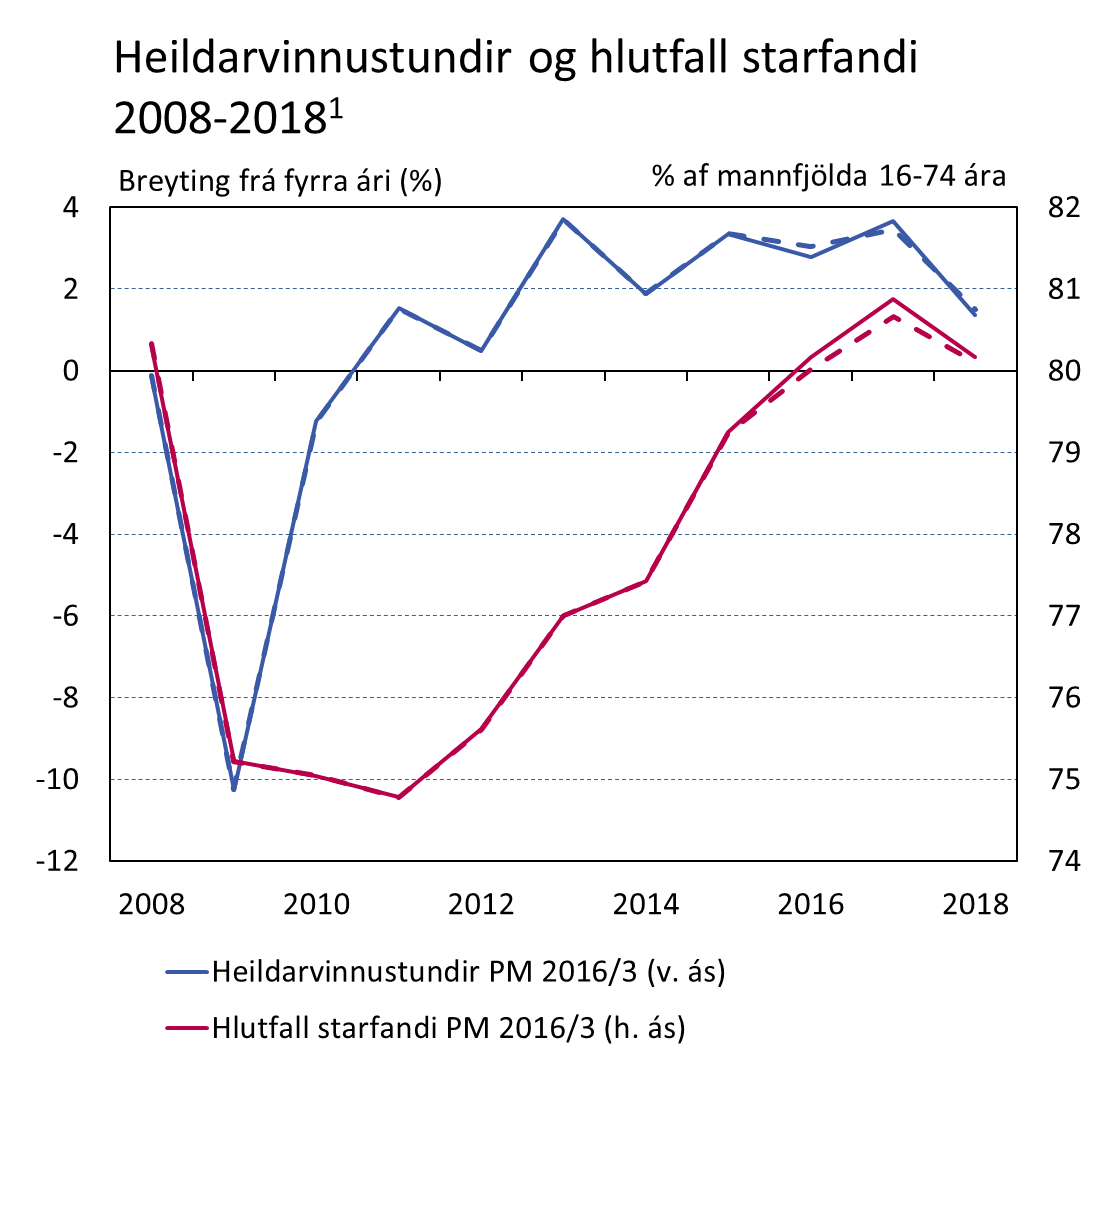 Heildarvinnustundir og hlutfall starfandi
2008-2018¹
Breyting frá fyrra ári (%)
% af mannfjölda 16-74 ára
4 82
2 81
0 80
-2 79
-4 78
-6 77
-8 76
-10 75
-12 74
2008 2010 2012 2014 2016 2018
Heildarvinnustundir PM 2016/3 (v. ás)
Hlutfall starfandi PM 2016/3 (h. ás)